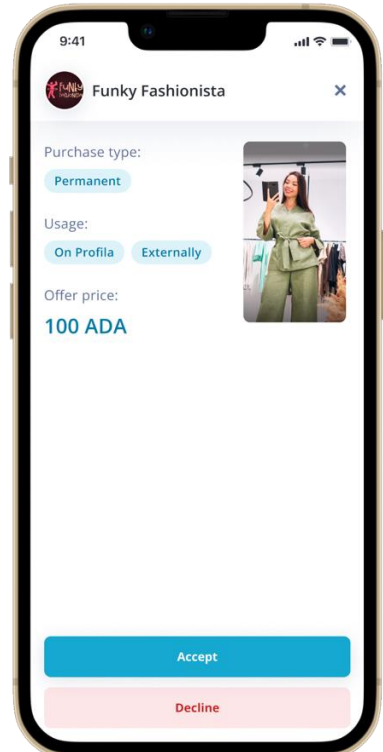 9:41
Funky Fashionista
Purchase type:
Permanent
Usage:
On Profila Externally
Offer price:
100 ADA
Accept
Decline